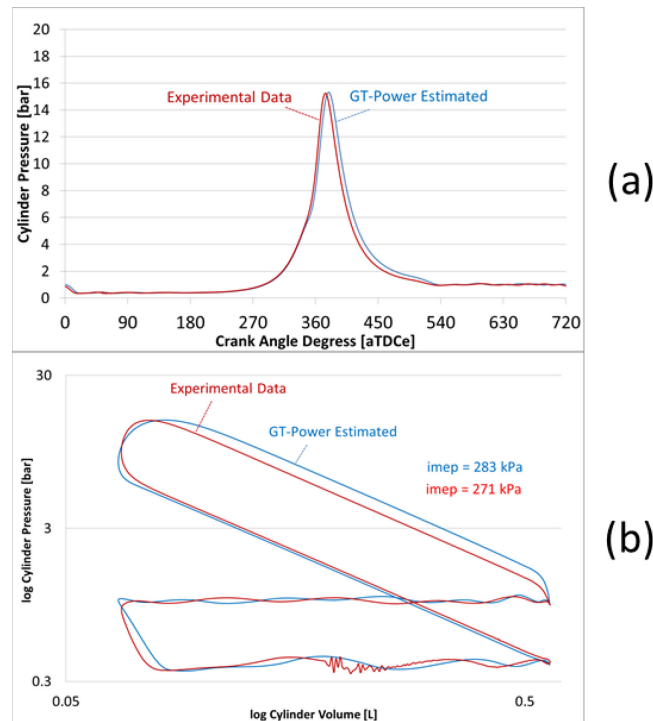 20
18
16
14
12
10
8
6
4
2
0
Cylinder Pressure [bar]
Experimental Data
GT-Power Estimated
0 90 180 270 360 450 540 630 720
Crank Angle Degress [aTDCe]
(a)
30
3
0.3
log Cylinder Pressure [bar]
Experimental Data
GT-Power Estimated
imep = 283 kPa
imep = 271 kPa
0.05 0.5
log Cylinder Volume [L]
(b)